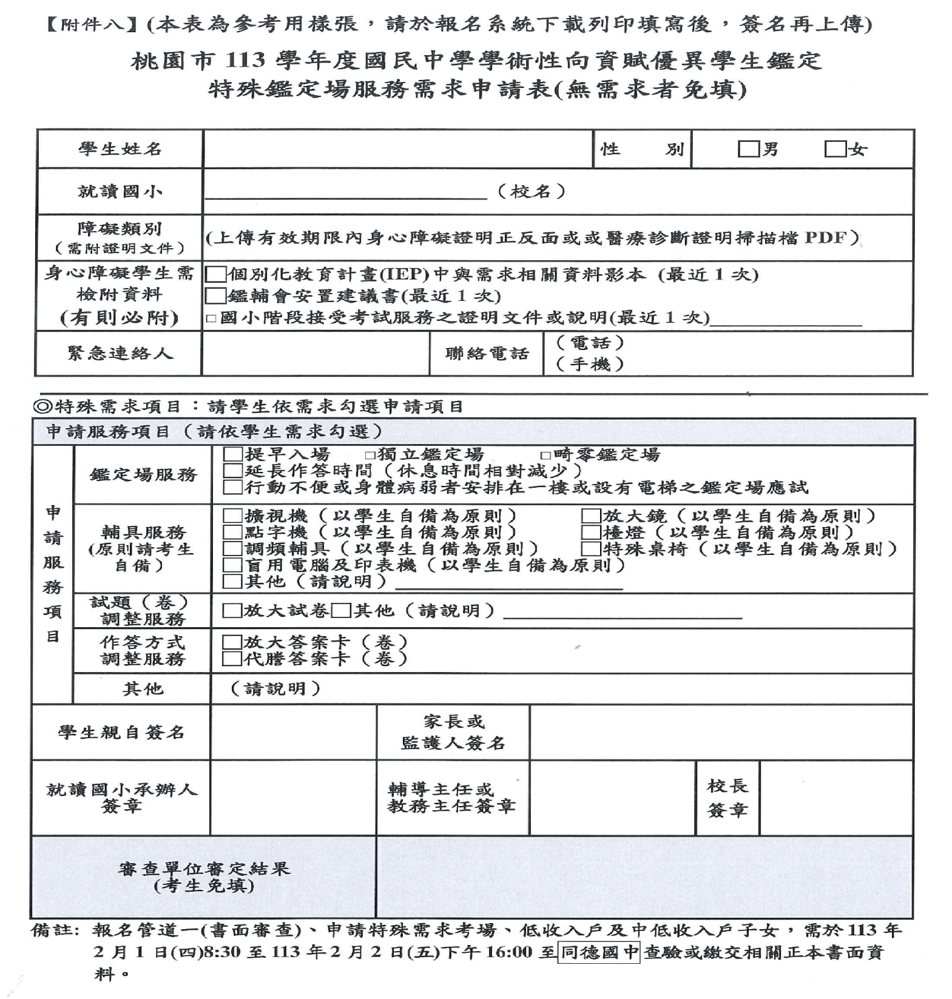 【附件八】(本表為參考用樣張，請於報名系統下載列印填寫後，簽名再上傳)
桃園市 113 學年度國民中學學術性向資賦優異學生鑑定
特殊鑑定場服務需求申請表(無需求者免填)
學生姓名 性 別 □男 □女
就讀國小 ____________（校名）
障礙類別
（需附證明文件）
(上傳有效期限內身心障礙證明正反面或或醫療診斷證明掃描檔 PDF）
身心障礙學生需
檢附資料
(有則必附)
□個別化教育計畫(IEP)中與需求相關資料影本 (最近 1 次)
□鑑輔會安置建議書(最近 1 次)
□國小階段接受考試服務之證明文件或說明(最近 1 次)____________
緊急連絡人 聯絡電話
（電話）
（手機）
◎特殊需求項目：請學生依需求勾選申請項目
申請服務項目（請依學生需求勾選）
申請服務項目
鑑定場服務
□提早入場 □獨立鑑定場 □畸零鑑定場
□延長作答時間（休息時間相對減少）
□行動不便或身體病弱者安排在一樓或設有電梯之鑑定場應試
輔具服務
(原則請考生
自備）
□擴視機（以學生自備為原則） □放大鏡（以學生自備為原則）
□點字機（以學生自備為原則） □檯燈（以學生自備為原則）
□調頻輔具（以學生自備為原則） □特殊桌椅（以學生自備為原則）
□盲用電腦及印表機（以學生自備為原則）
□其他（請說明）____________
試題（卷）
調整服務
□放大試卷□其他（請說明）____________
作答方式
調整服務
□放大答案卡（卷）
□代謄答案卡（卷）
其他 （請說明）
學生親自簽名
家長或
監護人簽名
就讀國小承辦人
簽章
輔導主任或
教務主任簽章
校長
簽章
審查單位審定結果
(考生免填)
備註: 報名管道一(書面審查)、申請特殊需求考場、低收入戶及中低收入戶子女，需於 113 年
2 月 1 日(四)8:30 至 113 年 2 月 2 日(五)下午 16:00 至同德國中查驗或繳交相關正本書面資
料。